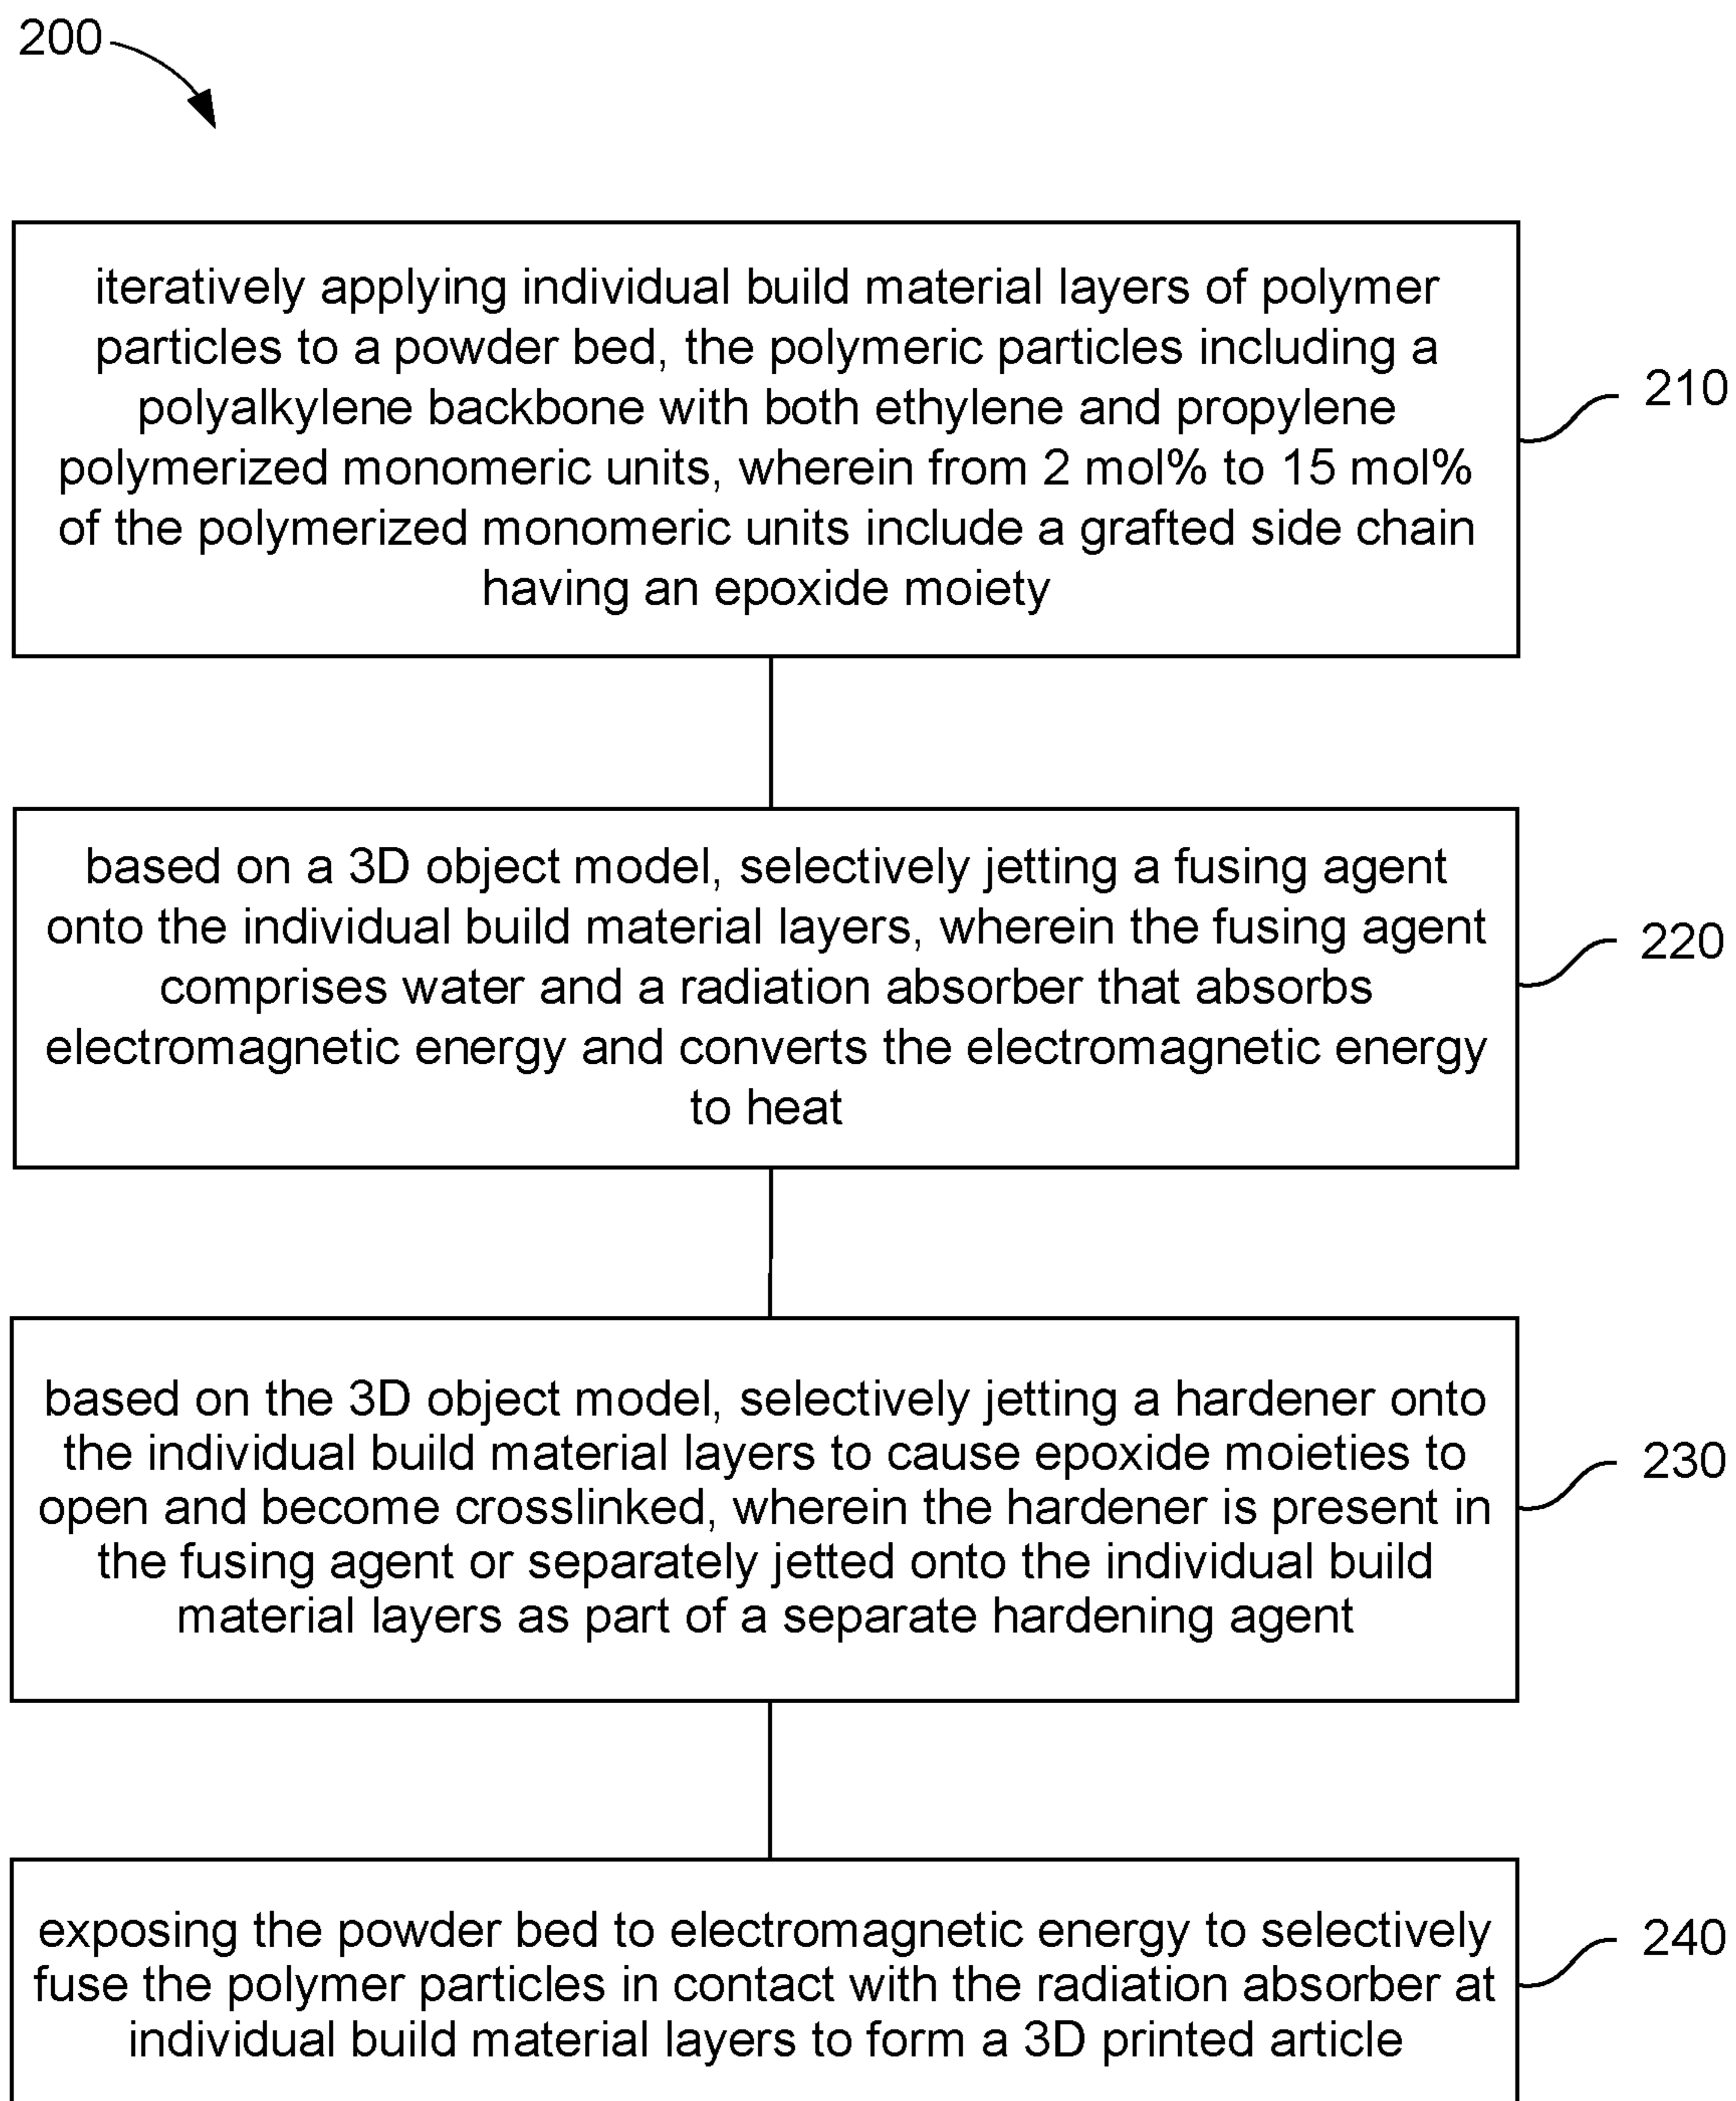 200
iteratively applying individual build material layers of polymer
particles to a powder bed, the polymeric particles including a
polyalkylene backbone with both ethylene and propylene
polymerized monomeric units, wherein from 2 mol% to 15 mol%
of the polymerized monomeric units include a grafted side chain
having an epoxide moiety
210
based on a 3D object model, selectively jetting a fusing agent
onto the individual build material layers, wherein the fusing agent
comprises water and a radiation absorber that absorbs
electromagnetic energy and converts the electromagnetic energy
to heat
220
based on the 3D object model, selectively jetting a hardener onto
the individual build material layers to cause epoxide moieties to
open and become crosslinked, wherein the hardener is present in
the fusing agent or separately jetted onto the individual build
material layers as part of a separate hardening agent
230
exposing the powder bed to electromagnetic energy to selectively
fuse the polymer particles in contact with the radiation absorber at
individual build material layers to form a 3D printed article
240